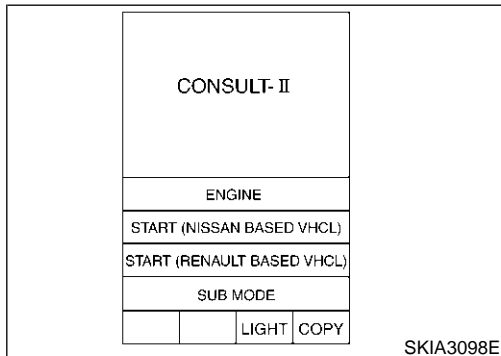 CONSULT-II
ENGINE
START (NISSAN BASED VHCL)
START (RENAULT BASED VHCL)
SUB MODE
LIGHT COPY
SKIA3098E